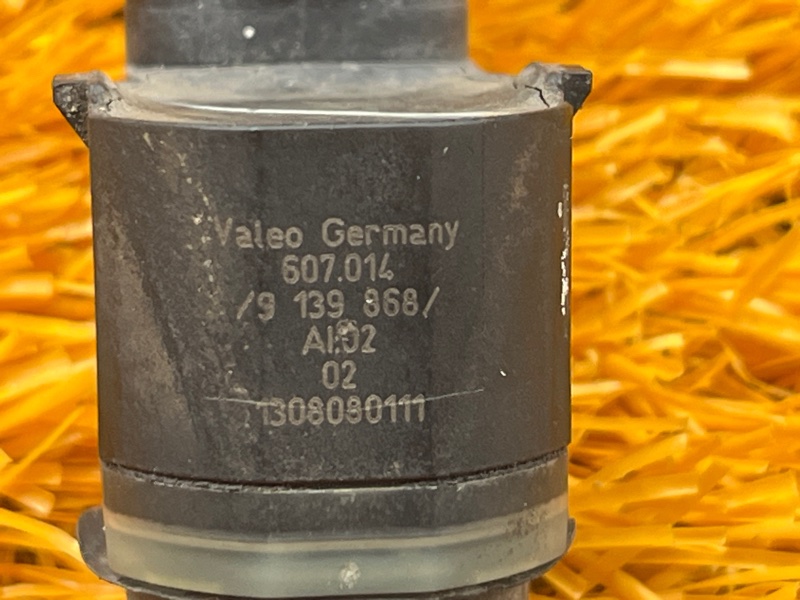 Valeo Germany
607.014
/9 139 868/
AI:02
02
1308080111